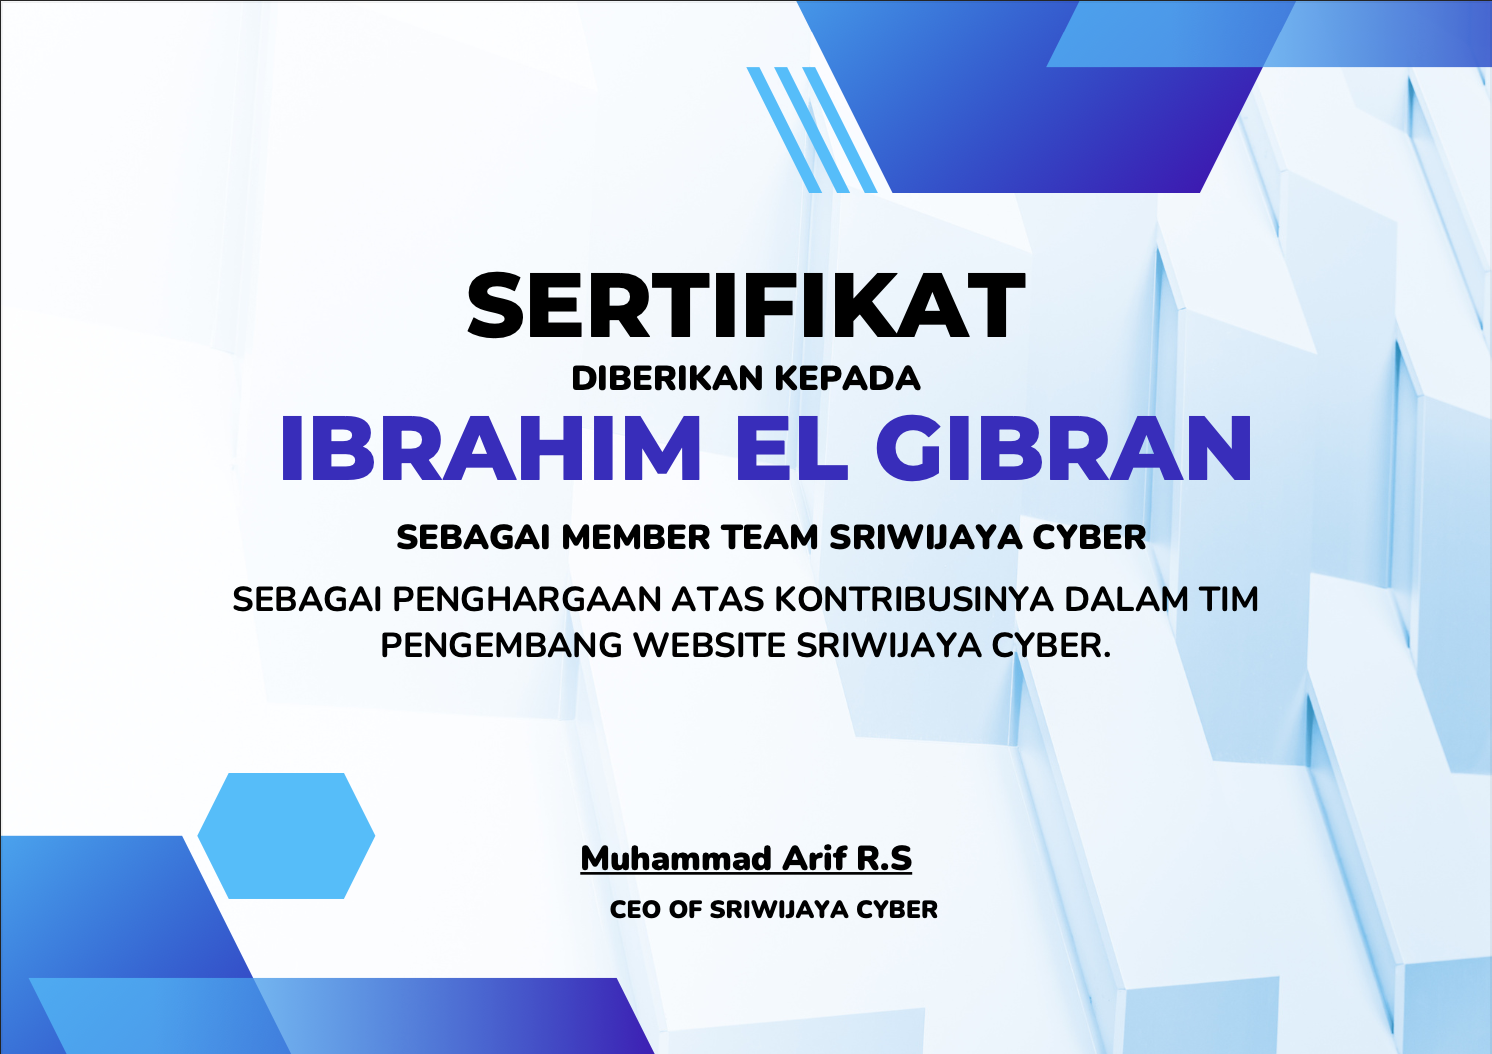 SERTIFIKAT
DIBERIKAN KEPADA
IBRAHIM EL GIBRAN
SEBAGAI MEMBER TEAM SRIWIJAYA CYBER
SEBAGAI PENGHARGAAN ATAS KONTRIBUSINYA DALAM TIM
PENGEMBANG WEBSITE SRIWIJAYA CYBER.
Muhammad Arif R.S
CEO OF SRIWIJAYA CYBER